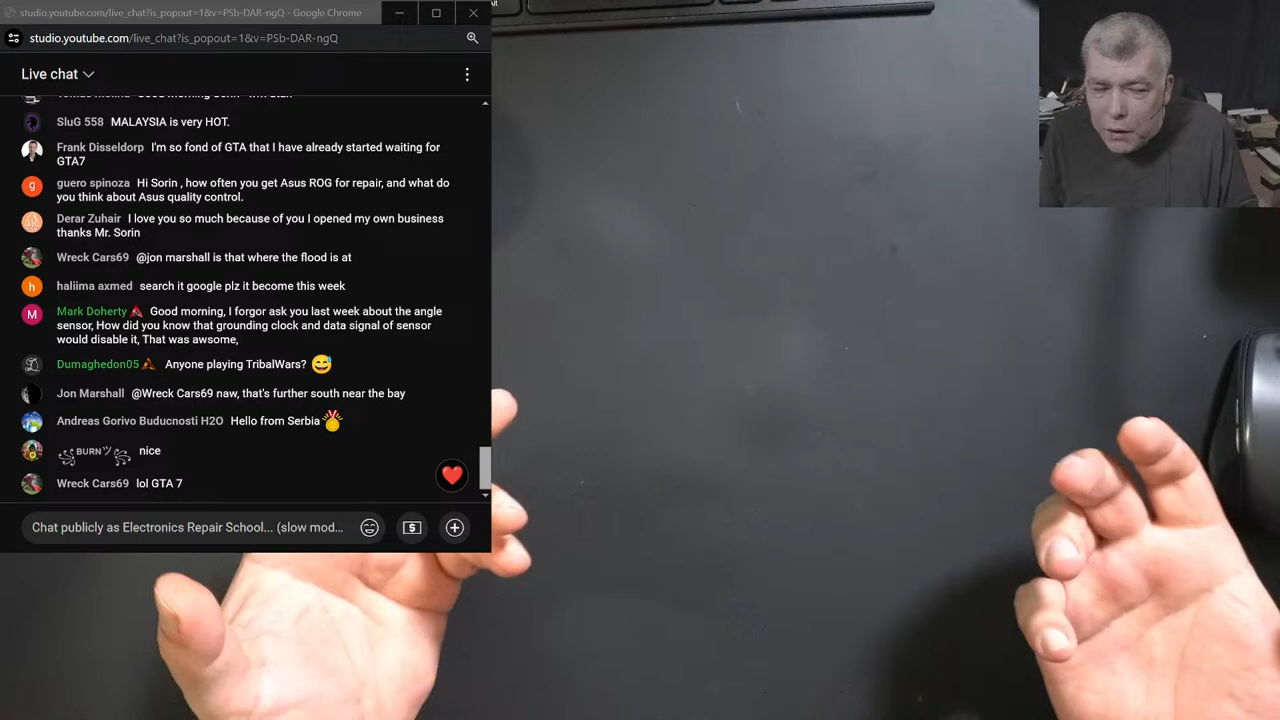 studio.youtube.com/live_chat?is_popout=1&v=PSb-DAR-ngQ - Google Chrome
studio.youtube.com/live_chat?is_popout=1&v=PSb-DAR-ngQ
Live chat
SluG 558 MALAYSIA is very HOT.
Frank Disseldorp I'm so fond of GTA that I have already started waiting for
GTA7
guero spinoza Hi Sorin , how often you get Asus ROG for repair, and what do
you think about Asus quality control.
Derar Zuhair I love you so much because of you I opened my own business
thanks Mr. Sorin
Wreck Cars69 @jon marshall is that where the flood is at
h haliima axmed search it google plz it become this week
Mark Doherty Good morning, I forgor ask you last week about the angle
M sensor, How did you know that grounding clock and data signal of sensor
would disable it, That was awsome,
Dumaghedon05 Anyone playing TribalWars? 😅
Jon Marshall @Wreck Cars69 naw, that's further south near the bay
Andreas Gorivo Buducnosti H2O Hello from Serbia 🏅
BURN nice
Wreck Cars69 lol GTA 7
Chat publicly as Electronics Repair School... (slow mod...